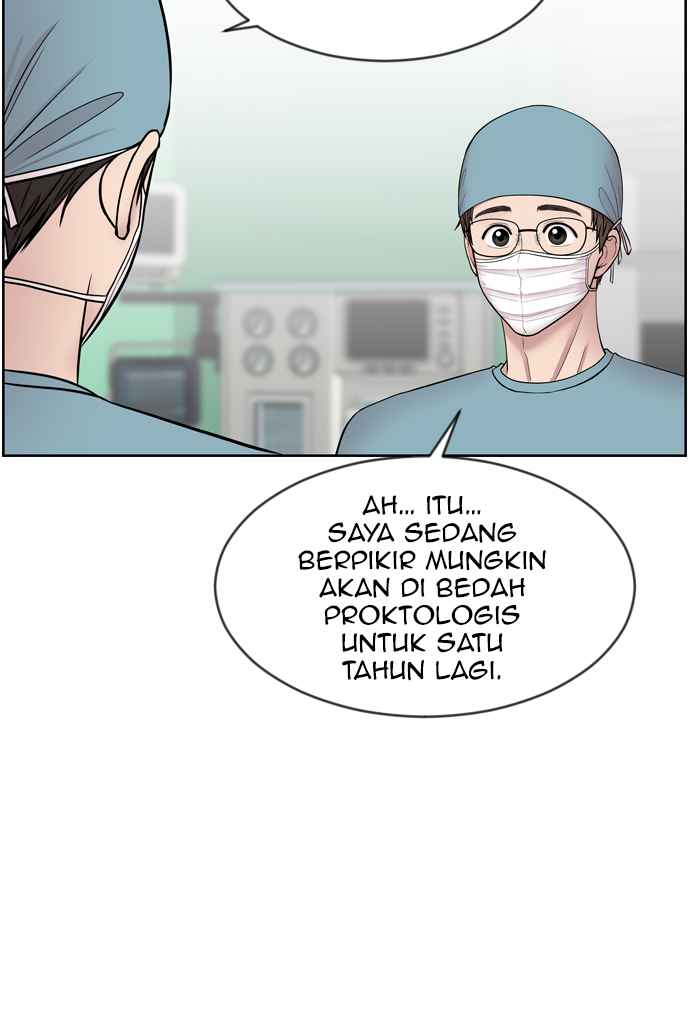 AH... ITU...
SAYA SEDANG
BERPIKIR MUNGKIN
AKAN DI BEDAH
PROKTOLOGIS
UNTUK SATU
TAHUN LAGI.